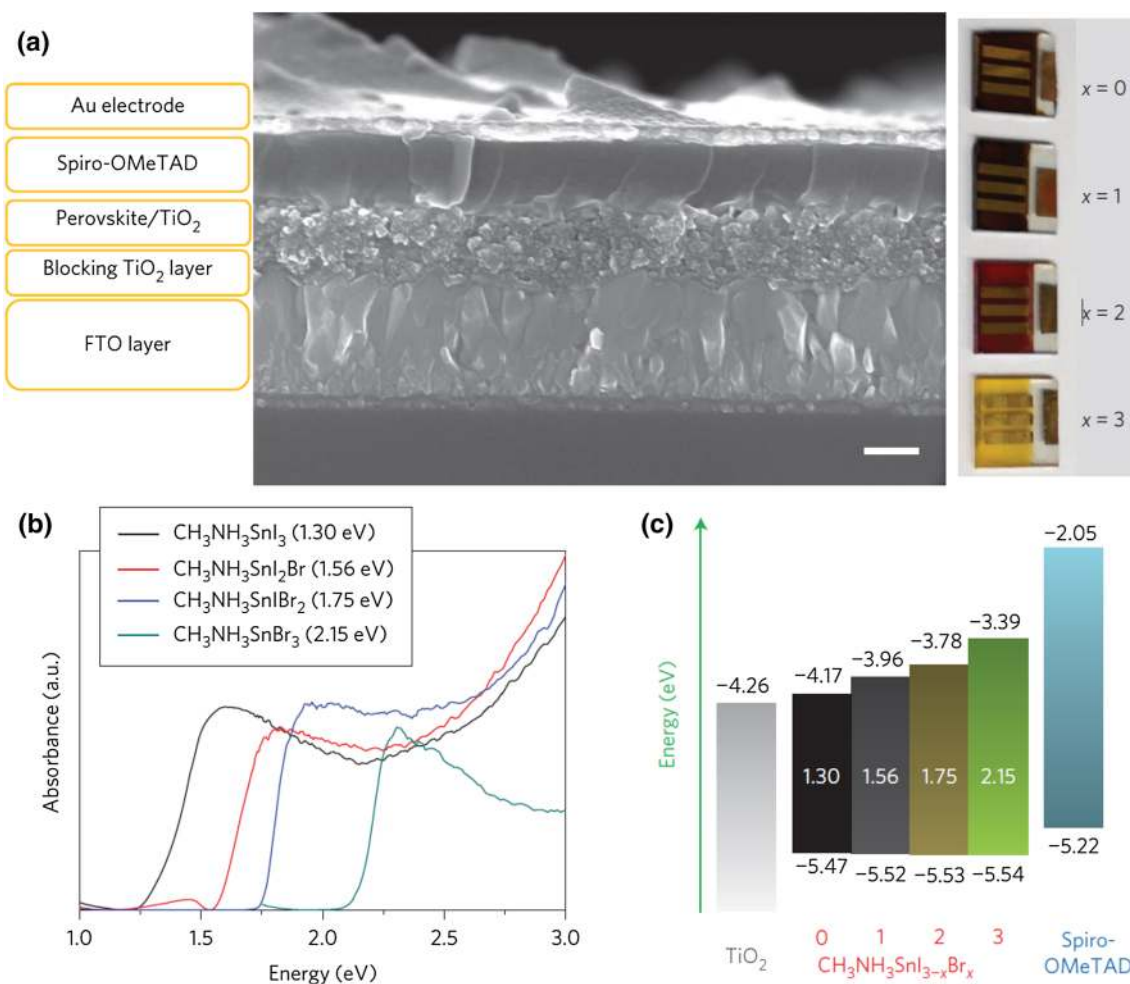 (a)
Au electrode
Spiro-OMeTAD
Perovskite/TiO₂
Blocking TiO₂ layer
FTO layer
x = 0
x = 1
x = 2
x = 3
(b)
CH₃NH₃SnI₃ (1.30 eV)
CH₃NH₃SnI₂Br (1.56 eV)
CH₃NH₃SnIBr₂ (1.75 eV)
CH₃NH₃SnBr₃ (2.15 eV)
Absorbance (a.u.)
1.0 1.5 2.0 2.5 3.0
Energy (eV)
(c)
Energy (eV)
−2.05
−3.39
−3.78
−3.96
−4.17
−4.26
1.30 1.56 1.75 2.15
−5.22
−5.47 −5.52 −5.53 −5.54
TiO₂
0 1 2 3
CH₃NH₃SnI₃₋ₓBrₓ
Spiro-
OMeTAD